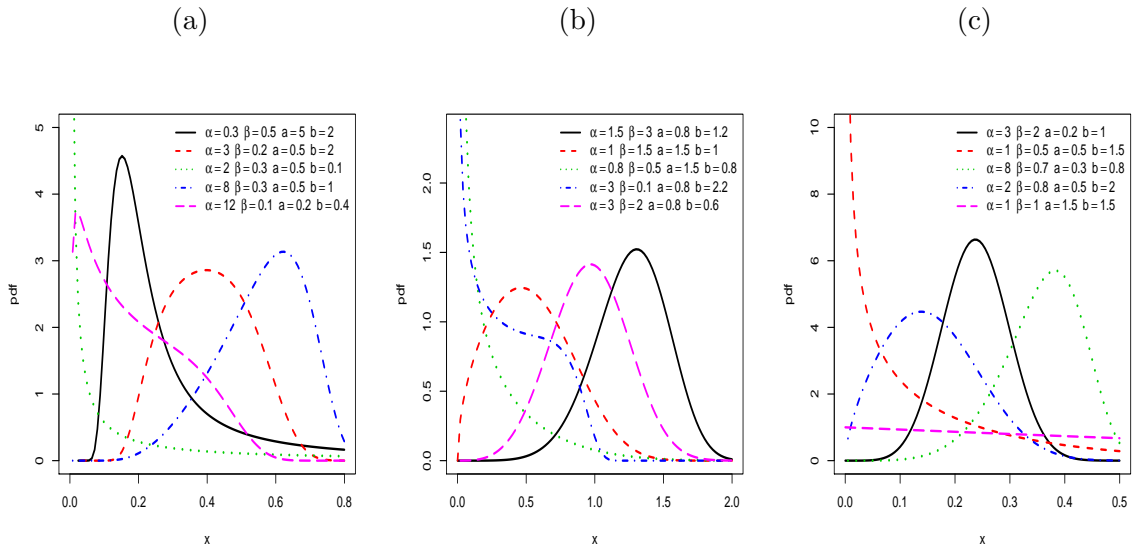 (a)
(b)
(c)
5
4
3
2
1
0
pdf
α = 0.3 β = 0.5 a = 5 b = 2
α = 3 β = 0.2 a = 0.5 b = 2
α = 2 β = 0.3 a = 0.5 b = 0.1
α = 8 β = 0.3 a = 0.5 b = 1
α = 12 β = 0.1 a = 0.2 b = 0.4
0.0 0.2 0.4 0.6 0.8
x
2.0
1.5
1.0
0.5
0.0
pdf
α = 1.5 β = 3 a = 0.8 b = 1.2
α = 1 β = 1.5 a = 1.5 b = 1
α = 0.8 β = 0.5 a = 1.5 b = 0.8
α = 3 β = 0.1 a = 0.8 b = 2.2
α = 3 β = 2 a = 0.8 b = 0.6
0.0 0.5 1.0 1.5 2.0
x
10
8
6
4
2
0
pdf
α = 3 β = 2 a = 0.2 b = 1
α = 1 β = 0.5 a = 0.5 b = 1.5
α = 8 β = 0.7 a = 0.3 b = 0.8
α = 2 β = 0.8 a = 0.5 b = 2
α = 1 β = 1 a = 1.5 b = 1.5
0.0 0.1 0.2 0.3 0.4 0.5
x